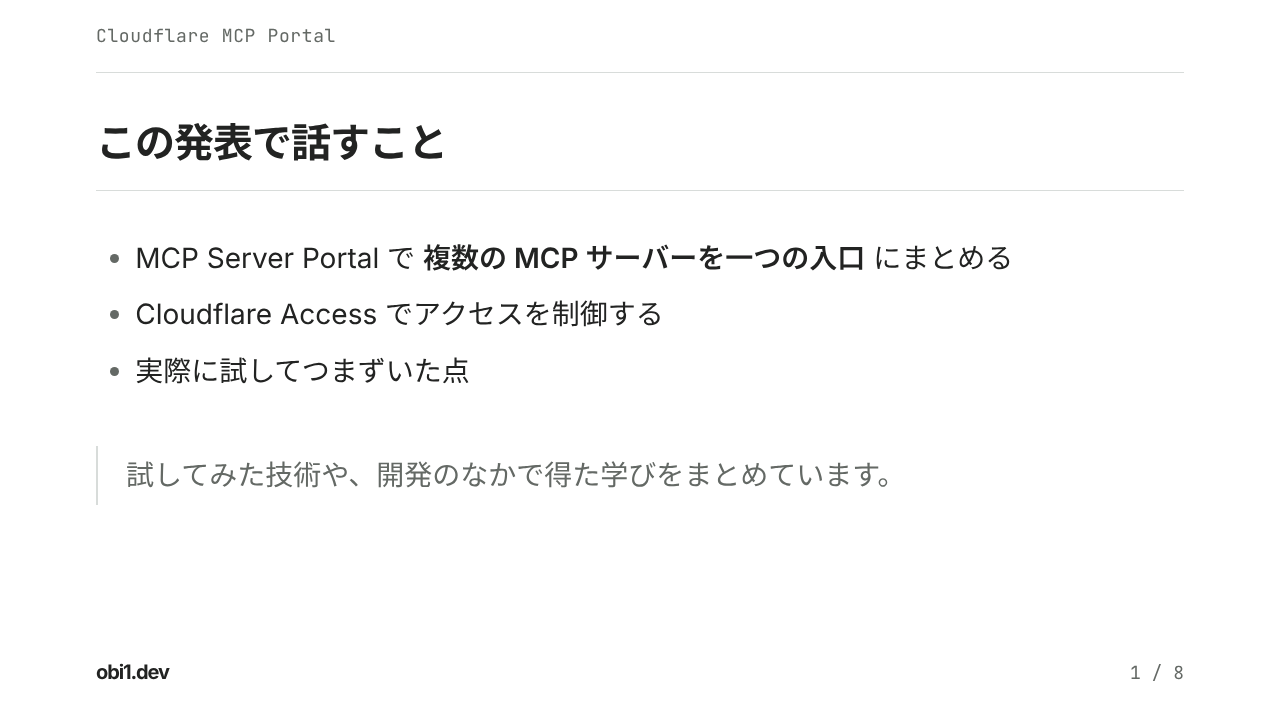 Cloudflare MCP Portal
この発表で話すこと
MCP Server Portal で 複数の MCP サーバーを一つの入口 にまとめる
Cloudflare Access でアクセスを制御する
実際に試してつまずいた点
試してみた技術や、開発のなかで得た学びをまとめています。
obi1.dev
1 / 8